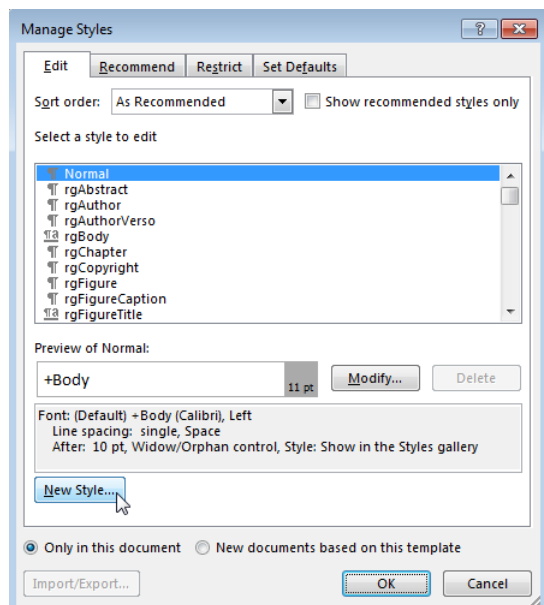 Manage Styles
Edit Recommend Restrict Set Defaults
Sort order: As Recommended Show recommended styles only
Select a style to edit
¶ Normal
¶ rgAbstract
¶ rgAuthor
¶ rgAuthorVerso
¶a rgBody
¶ rgChapter
¶ rgCopyright
¶ rgFigure
¶ rgFigureCaption
¶a rgFigureTitle
Preview of Normal:
+Body 11 pt Modify... Delete
Font: (Default) +Body (Calibri), Left
Line spacing: single, Space
After: 10 pt, Widow/Orphan control, Style: Show in the Styles gallery
New Style...
Only in this document New documents based on this template
Import/Export... OK Cancel